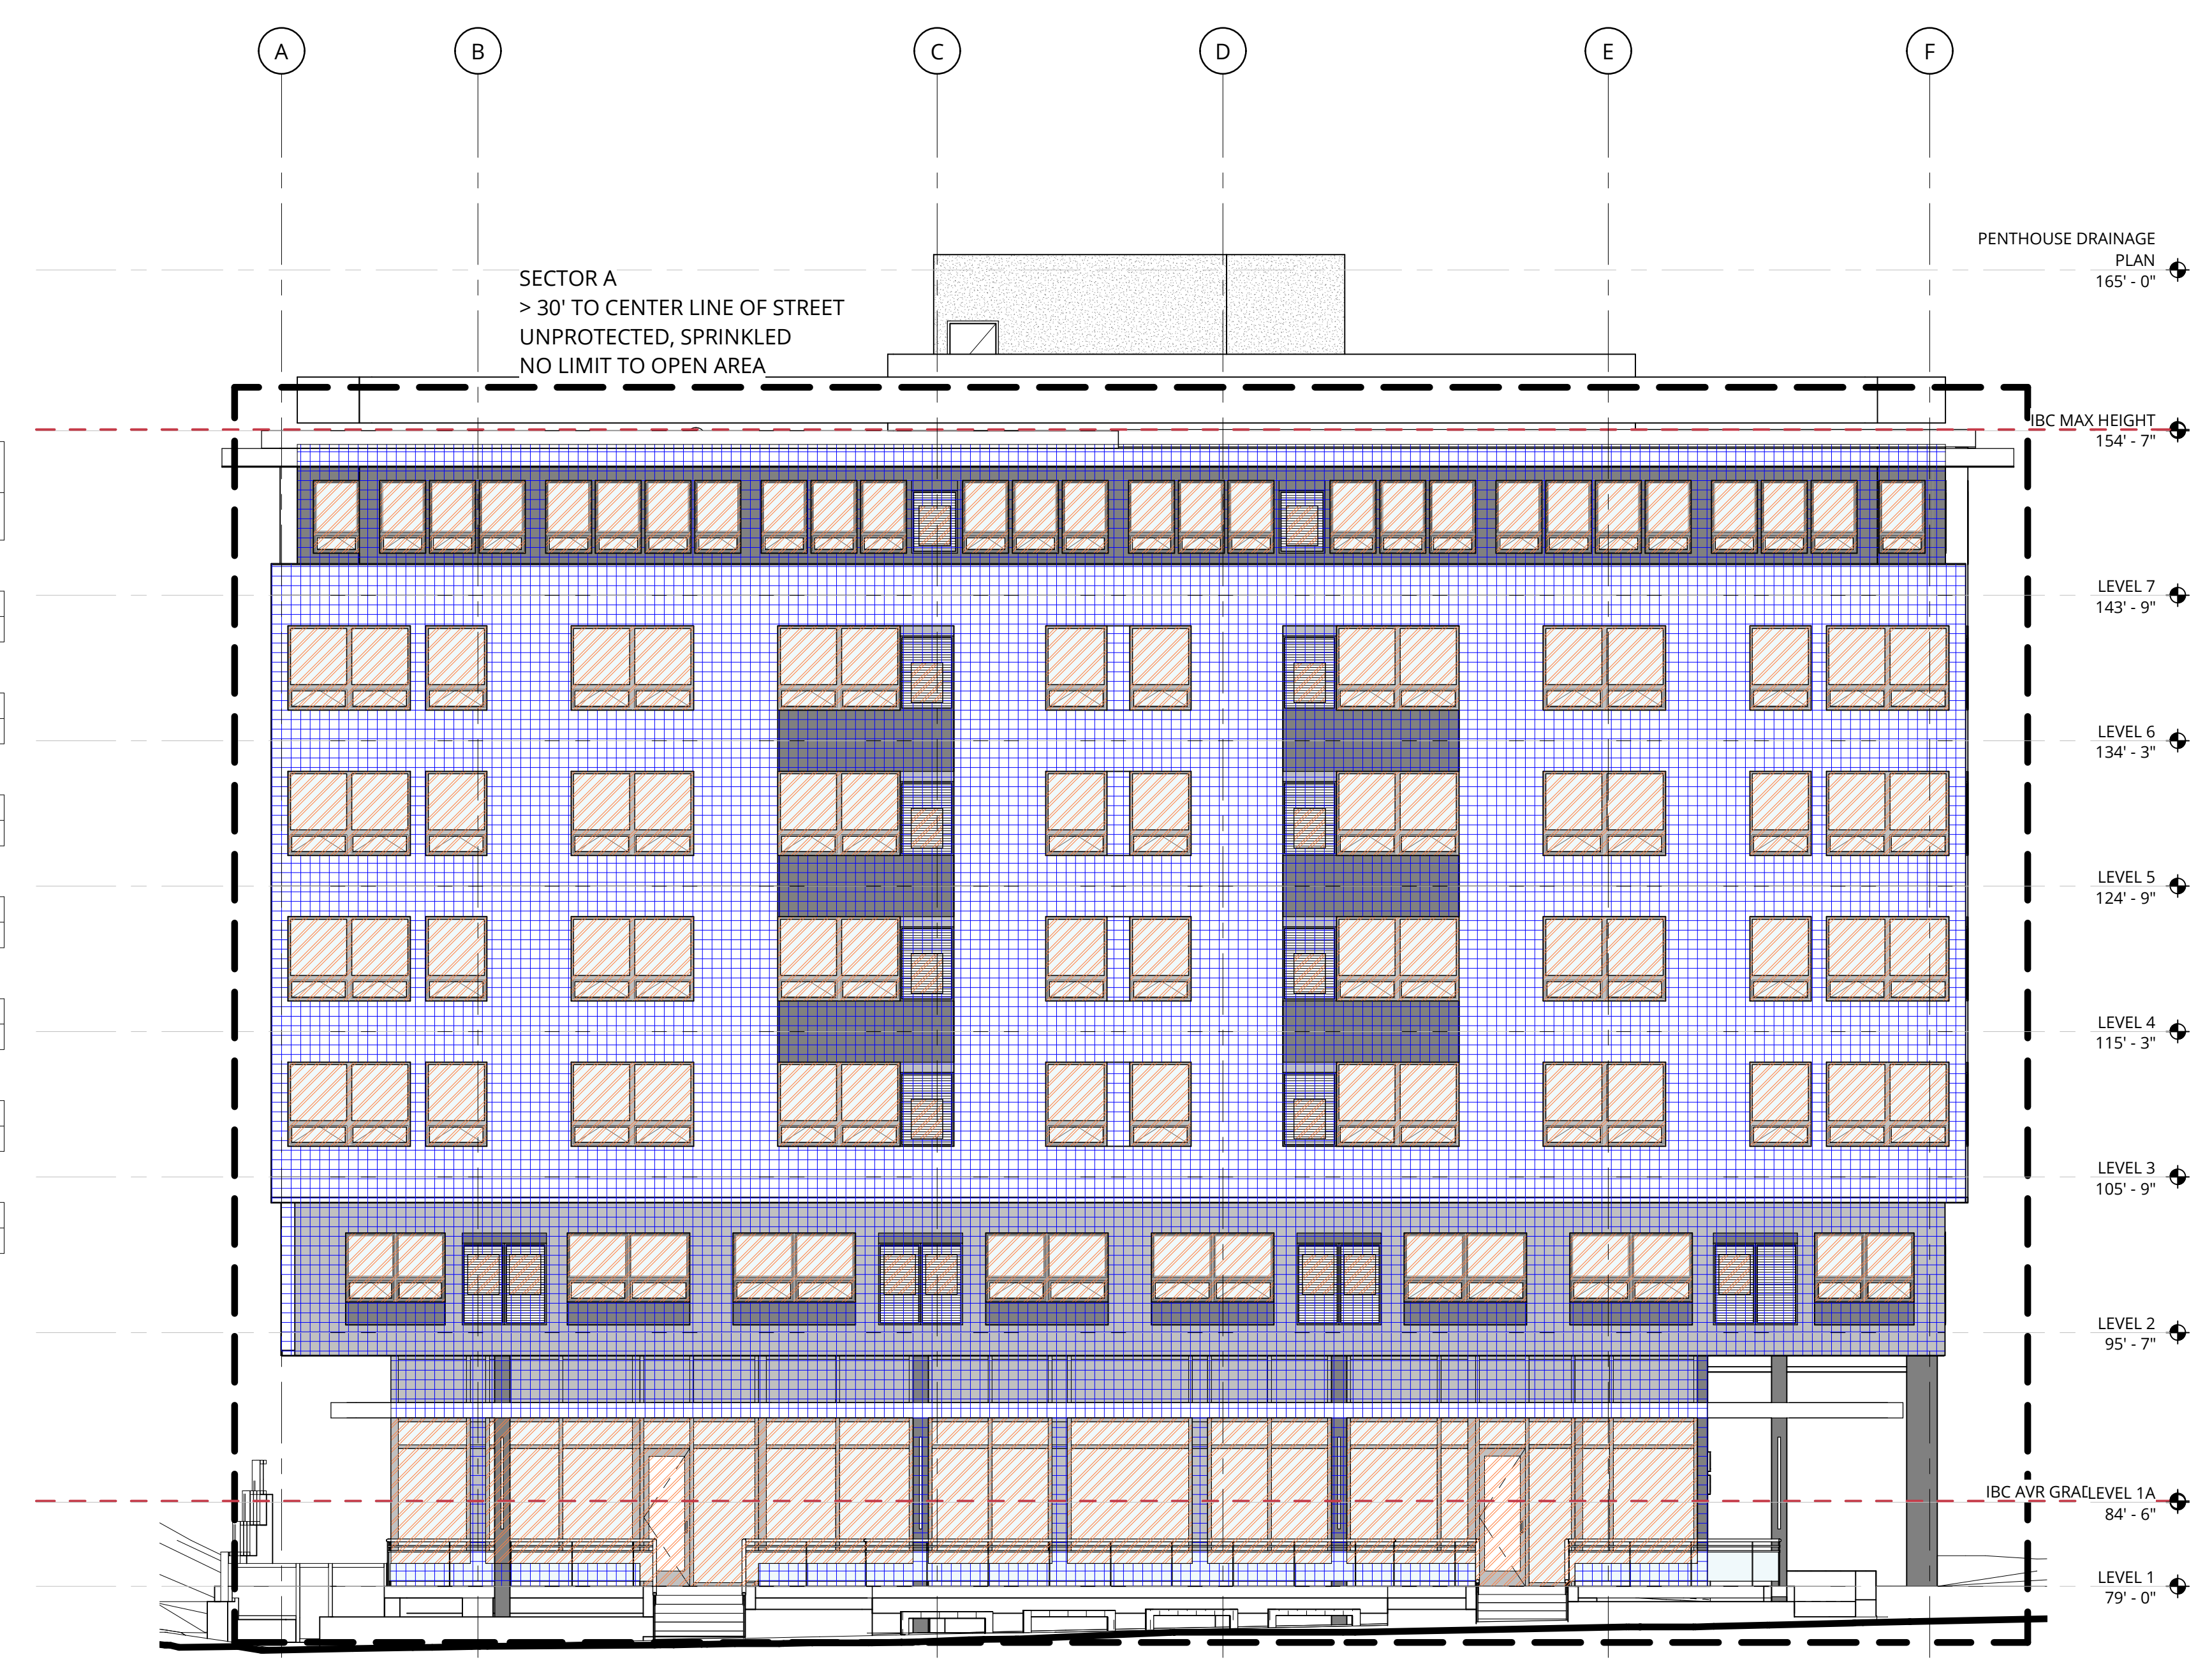 A B C D E F
PENTHOUSE DRAINAGE
PLAN
165' - 0"
SECTOR A
> 30' TO CENTER LINE OF STREET
UNPROTECTED, SPRINKLED
NO LIMIT TO OPEN AREA
IBC MAX HEIGHT
154' - 7"
LEVEL 7
143' - 9"
LEVEL 6
134' - 3"
LEVEL 5
124' - 9"
LEVEL 4
115' - 3"
LEVEL 3
105' - 9"
LEVEL 2
95' - 7"
IBC AVR GRAD LEVEL 1A
84' - 6"
LEVEL 1
79' - 0"